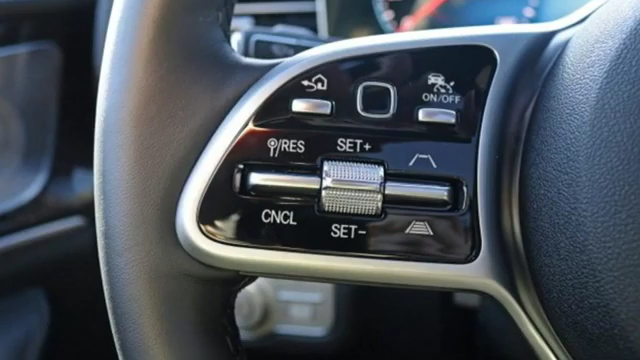 ON/OFF
/RES SET+
CNCL
SET-